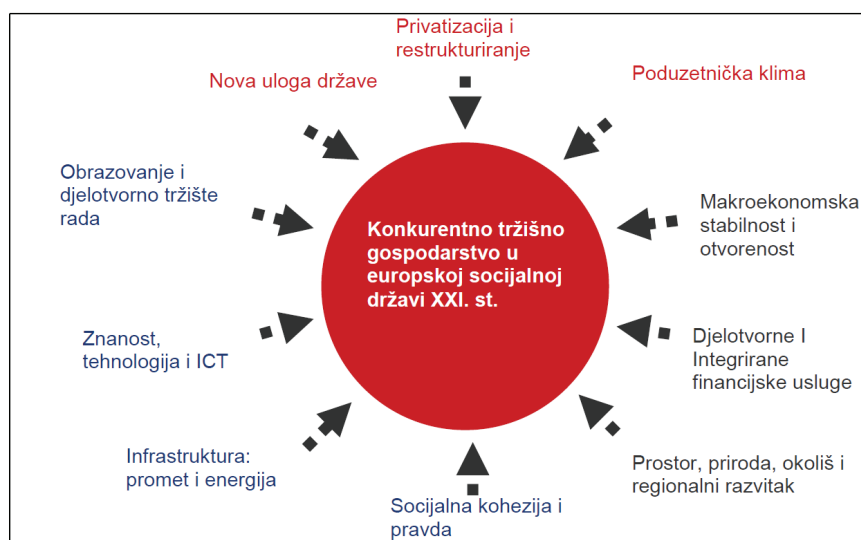 Privatizacija i
restrukturiranje
Nova uloga države
Poduzetnička klima
Obrazovanje i
djelotvorno tržište
rada
Konkurentno tržišno
gospodarstvo u
europskoj socijalnoj
državi XXI. st.
Makroekonomska
stabilnost i
otvorenost
Znanost,
tehnologija i ICT
Djelotvorne I
Integrirane
financijske usluge
Infrastruktura:
promet i energija
Prostor, priroda, okoliš i
regionalni razvitak
Socijalna kohezija i
pravda